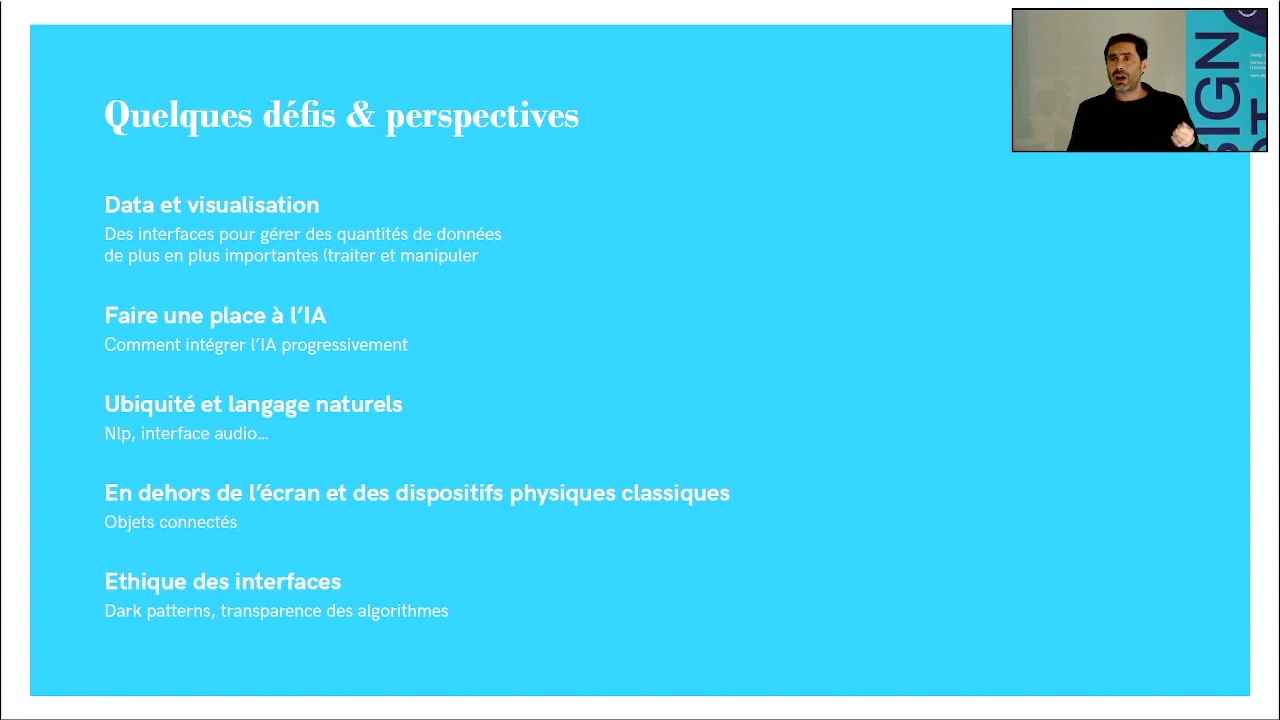 Quelques défis & perspectives
Data et visualisation
Des interfaces pour gérer des quantités de données
de plus en plus importantes (traiter et manipuler
Faire une place à l’IA
Comment intégrer l’IA progressivement
Ubiquité et langage naturels
Nlp, interface audio…
En dehors de l’écran et des dispositifs physiques classiques
Objets connectés
Ethique des interfaces
Dark patterns, transparence des algorithmes